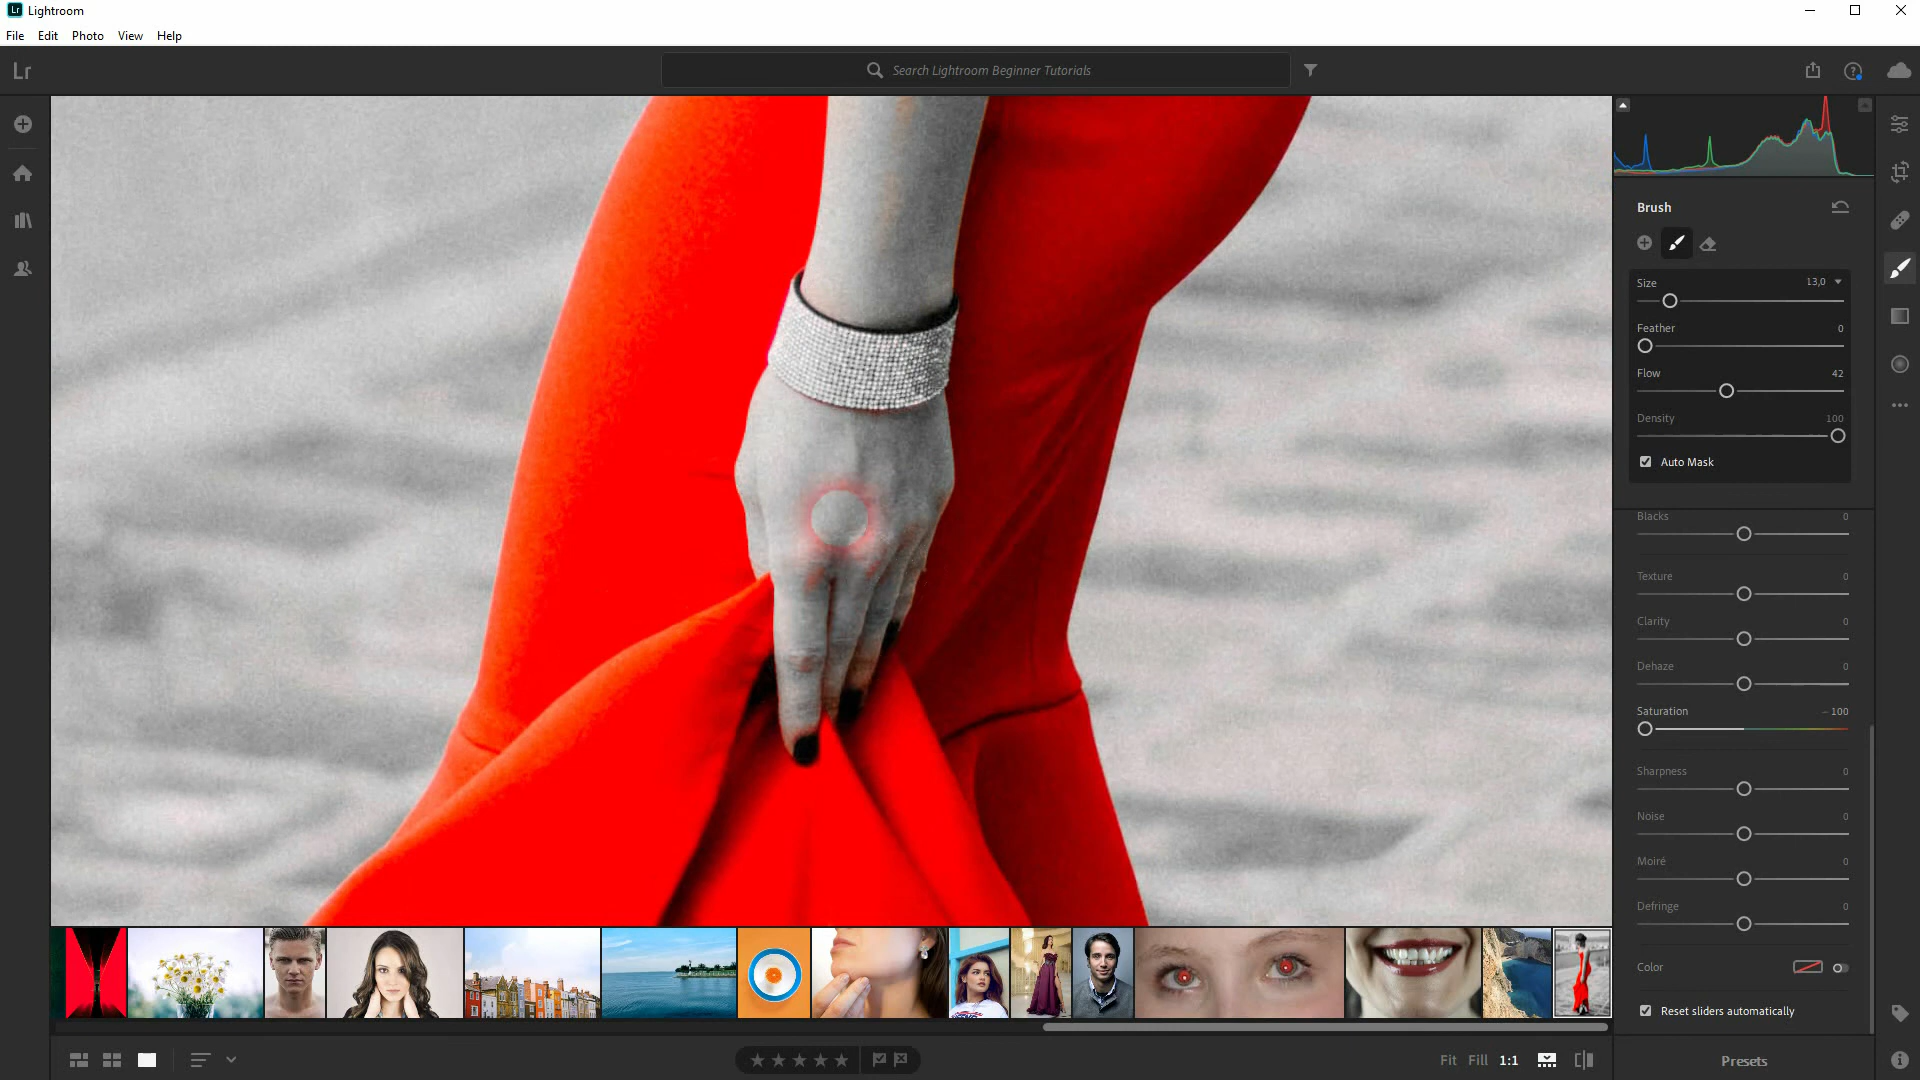 Lr Lightroom
File Edit Photo View Help
Lr Search Lightroom Beginner Tutorials
Brush
Size 13,0
Feather 0
Flow 42
Density 100
Auto Mask
Blacks 0
Texture 0
Clarity 0
Dehaze 0
Saturation – 100
Sharpness 0
Noise 0
Moiré 0
Defringe 0
Color
Reset sliders automatically
Fit Fill 1:1 Presets